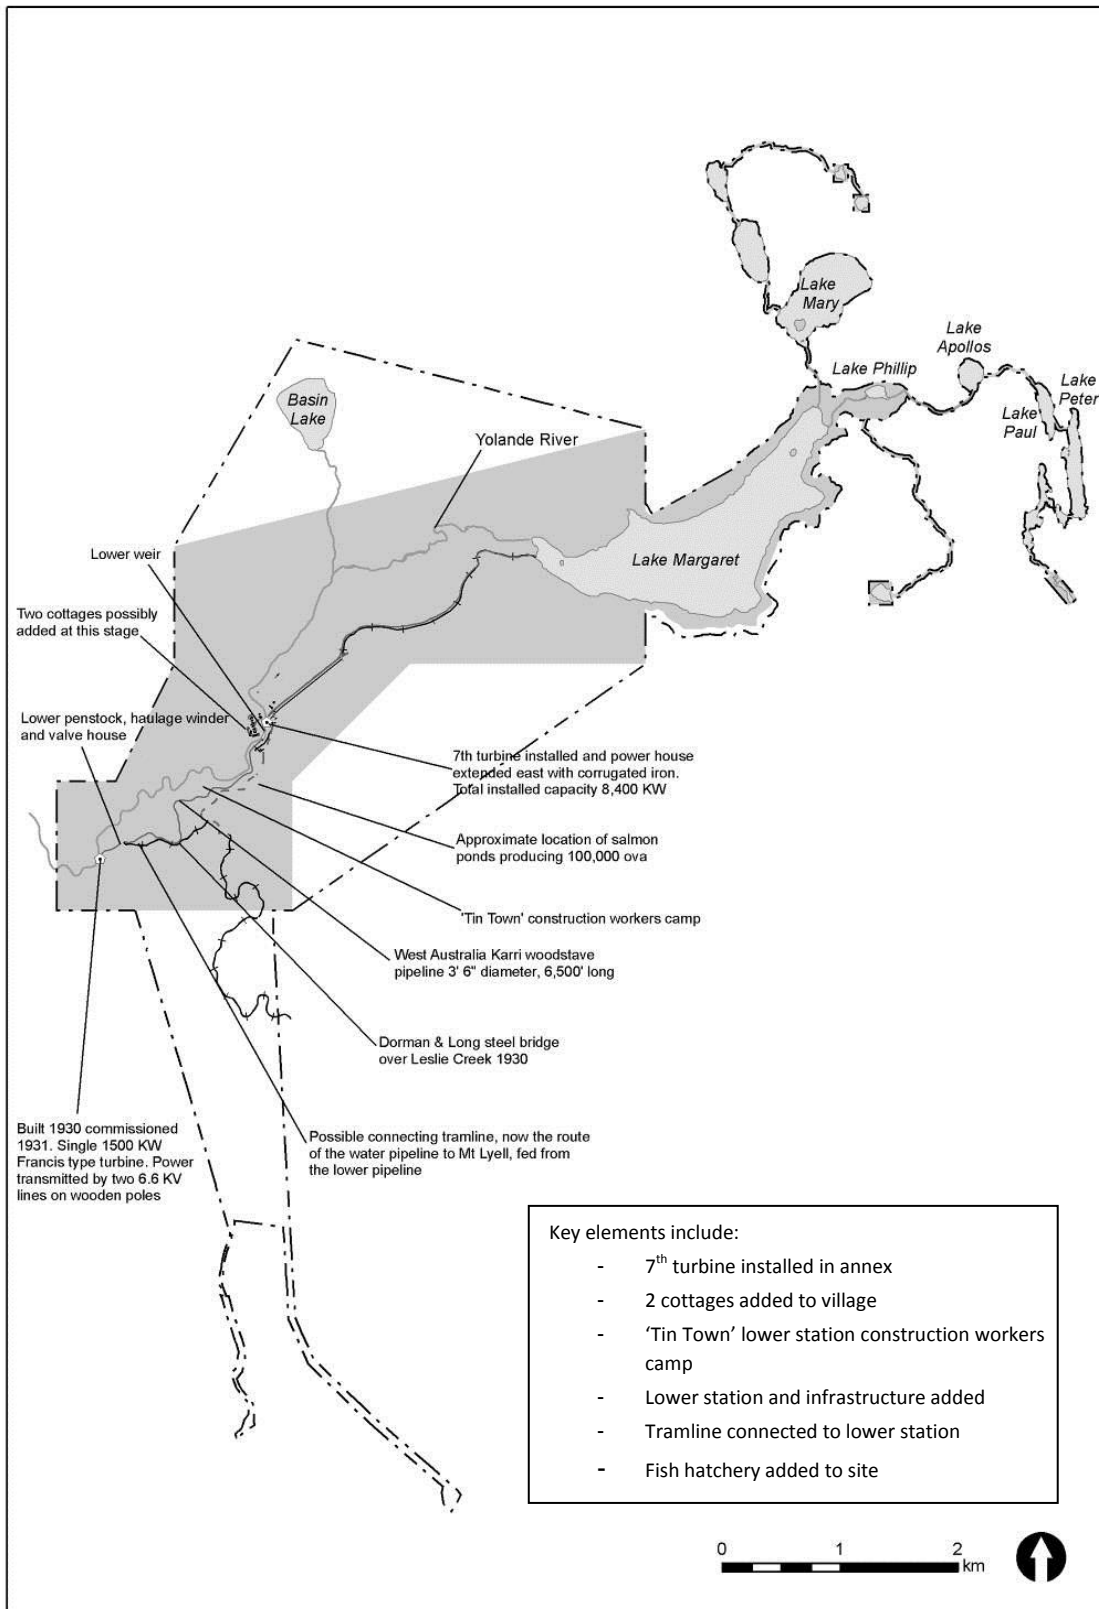 Lake
Mary
Lake
Apollos
Lake Phillip
Lake
Peter
Lake
Paul
Basin
Lake
Yolande River
Lower weir
Lake Margaret
Two cottages possibly
added at this stage
Lower penstock, haulage winder
and valve house
7th turbine installed and power house
extended east with corrugated iron.
Total installed capacity 8,400 KW
Approximate location of salmon
ponds producing 100,000 ova
'Tin Town' construction workers camp
West Australia Karri woodstave
pipeline 3' 6" diameter, 6,500' long
Dorman & Long steel bridge
over Leslie Creek 1930
Built 1930 commissioned
1931. Single 1500 KW
Francis type turbine. Power
transmitted by two 6.6 KV
lines on wooden poles
Possible connecting tramline, now the route
of the water pipeline to Mt Lyell, fed from
the lower pipeline
Key elements include:
- 7th turbine installed in annex
- 2 cottages added to village
- ‘Tin Town’ lower station construction workers
camp
- Lower station and infrastructure added
- Tramline connected to lower station
- Fish hatchery added to site
0 1 2
km